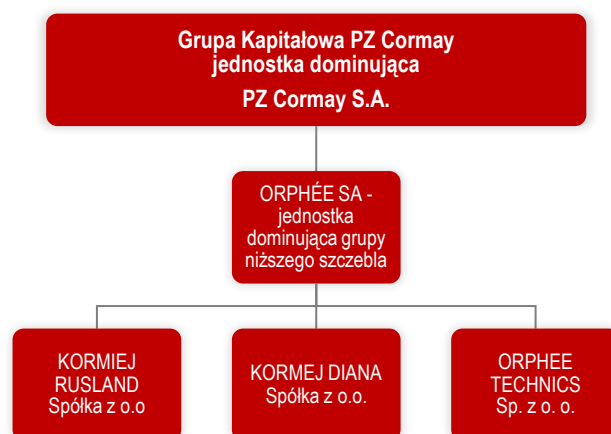 Grupa Kapitałowa PZ Cormay
jednostka dominująca
PZ Cormay S.A.
ORPHÉE SA -
jednostka
dominująca grupy
niższego szczebla
KORMIEJ
RUSLAND
Spółka z o.o
KORMEJ DIANA
Spółka z o.o.
ORPHEE
TECHNICS
Sp. z o. o.